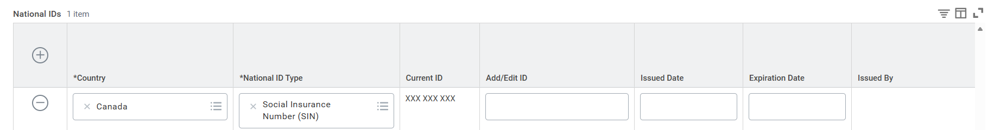 National IDs 1 item
*Country *National ID Type Current ID Add/Edit ID Issued Date Expiration Date Issued By
Canada Social Insurance Number (SIN) XXX XXX XXX